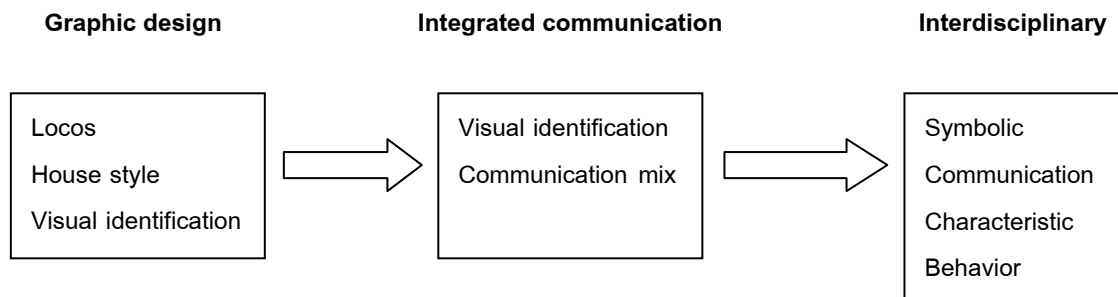 Graphic design
Integrated communication
Interdisciplinary
Locos
House style
Visual identification
Visual identification
Communication mix
Symbolic
Communication
Characteristic
Behavior